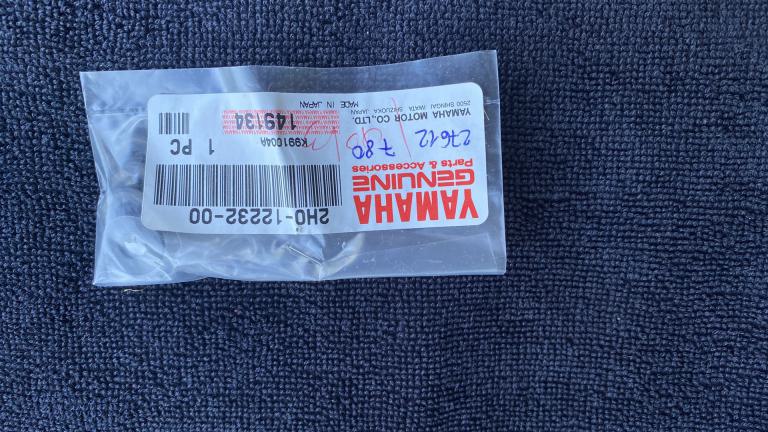 YAMAHA
GENUINE
Parts & Accessories
2H0-12232-00
1 PC
K991004A
149134
27612
780
YAMAHA MOTOR CO.,LTD.
2500 SHINGAI IWATA SHIZUOKA JAPAN
MADE IN JAPAN